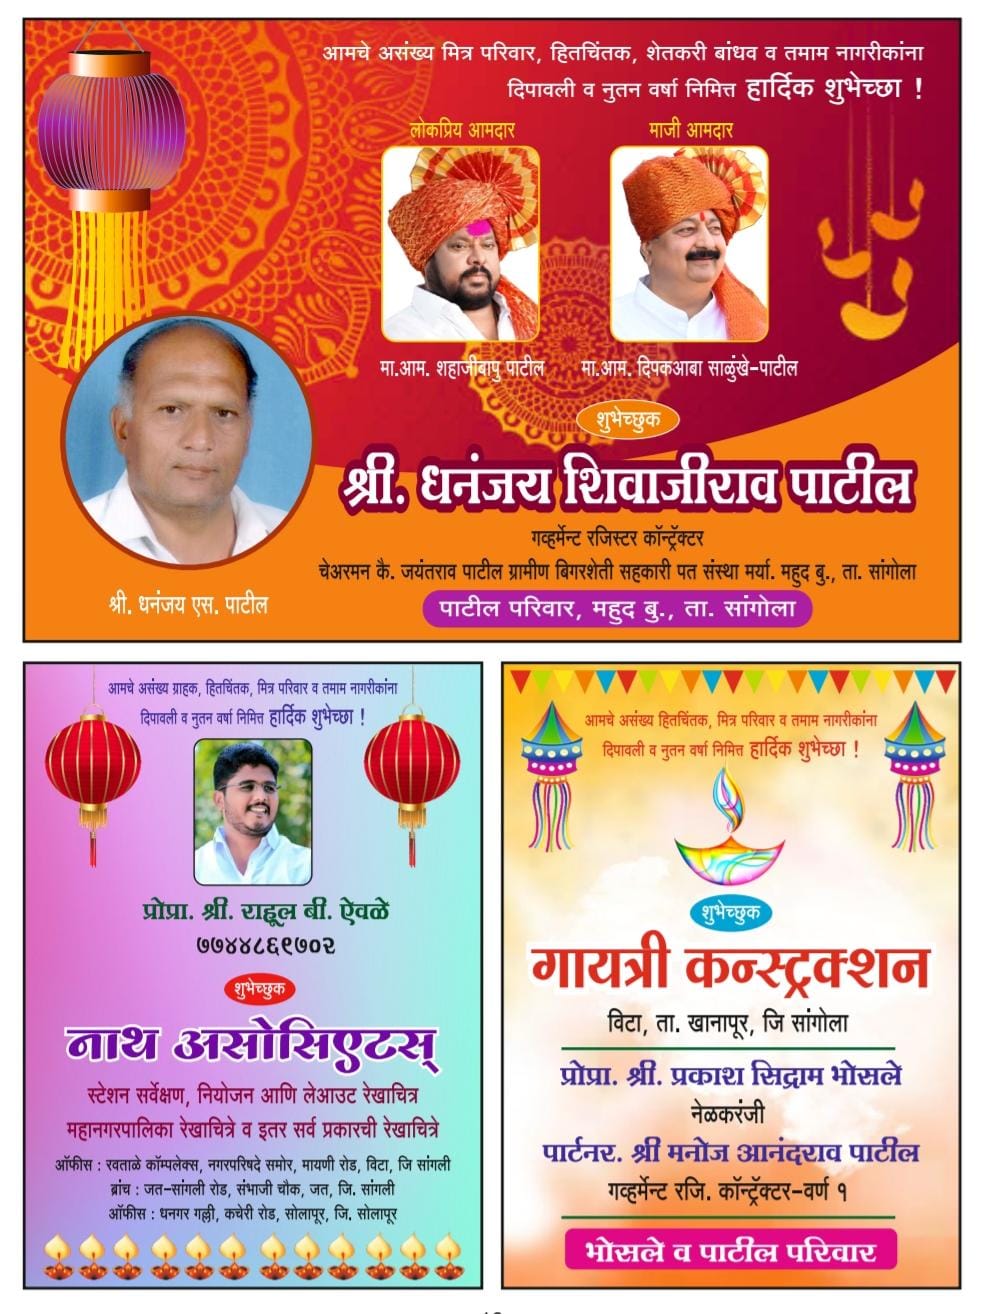 आमचे असंख्य मित्र परिवार, हितचिंतक, शेतकरी बांधव व तमाम नागरीकांना
दिपावली व नुतन वर्षा निमित्त हार्दिक शुभेच्छा !
लोकप्रिय आमदार
माजी आमदार
मा.आम. शहाजीबापु पाटील
मा.आम. दिपकआबा साळुंखे-पाटील
शुभेच्छुक
श्री. धनंजय शिवाजीराव पाटील
गव्हर्मेन्ट रजिस्टर कॉन्ट्रॅक्टर
चेअरमन कै. जयंतराव पाटील ग्रामीण बिगरशेती सहकारी पत संस्था मर्या. महुद बु., ता. सांगोला
श्री. धनंजय एस. पाटील
पाटील परिवार, महुद बु., ता. सांगोला
आमचे असंख्य ग्राहक, हितचिंतक, मित्र परिवार व तमाम नागरीकांना
दिपावली व नुतन वर्षा निमित्त हार्दिक शुभेच्छा !
प्रोप्रा. श्री. राहूल बी. ऐवळे
७७४४८६९७०२
शुभेच्छुक
नाथ असोसिएटस्
स्टेशन सर्वेक्षण, नियोजन आणि लेआउट रेखाचित्र
महानगरपालिका रेखाचित्रे व इतर सर्व प्रकारची रेखाचित्रे
ऑफीस : रवताळे कॉम्पलेक्स, नगरपरिषदे समोर, मायणी रोड, विटा, जि सांगली
ब्रांच : जत-सांगली रोड, संभाजी चौक, जत, जि. सांगली
ऑफीस : धनगर गल्ली, कचेरी रोड, सोलापूर, जि. सोलापूर
आमचे असंख्य हितचिंतक, मित्र परिवार व तमाम नागरीकांना
दिपावली व नुतन वर्षा निमित्त हार्दिक शुभेच्छा !
शुभेच्छुक
गायत्री कन्स्ट्रक्शन
विटा, ता. खानापूर, जि सांगोला
प्रोप्रा. श्री. प्रकाश सिद्राम भोसले
नेळकरंजी
पार्टनर. श्री मनोज आनंदराव पाटील
गव्हर्मेन्ट रजि. कॉन्ट्रॅक्टर-वर्ण १
भोसले व पाटील परिवार